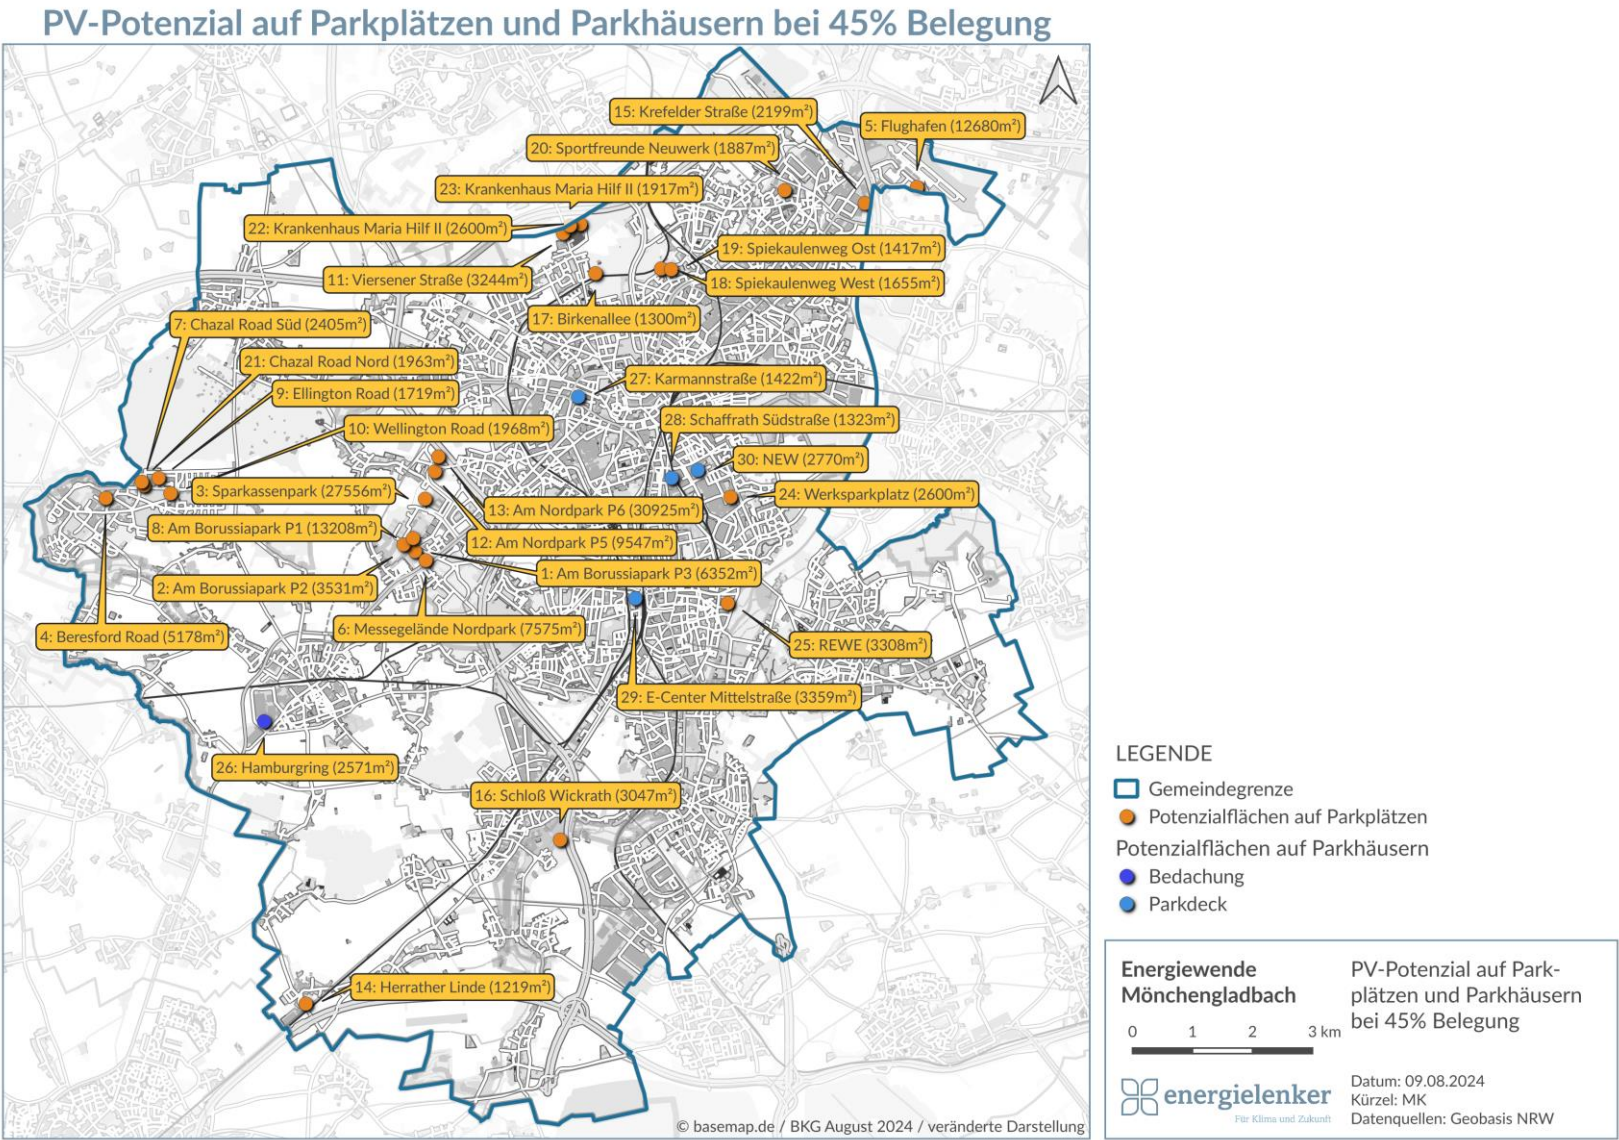 PV-Potenzial auf Parkplätzen und Parkhäusern bei 45% Belegung
15: Krefelder Straße (2199m²)
5: Flughafen (12680m²)
20: Sportfreunde Neuwerk (1887m²)
23: Krankenhaus Maria Hilf II (1917m²)
22: Krankenhaus Maria Hilf II (2600m²)
19: Spiekaulenweg Ost (1417m²)
11: Viersener Straße (3244m²)
18: Spiekaulenweg West (1655m²)
17: Birkenallee (1300m²)
7: Chazal Road Süd (2405m²)
21: Chazal Road Nord (1963m²)
27: Karmannstraße (1422m²)
9: Ellington Road (1719m²)
28: Schaffrath Südstraße (1323m²)
10: Wellington Road (1968m²)
30: NEW (2770m²)
3: Sparkassenpark (27556m²)
24: Werksparkplatz (2600m²)
13: Am Nordpark P6 (30925m²)
8: Am Borussiapark P1 (13208m²)
12: Am Nordpark P5 (9547m²)
1: Am Borussiapark P3 (6352m²)
2: Am Borussiapark P2 (3531m²)
6: Messegelände Nordpark (7575m²)
4: Beresford Road (5178m²)
25: REWE (3308m²)
29: E-Center Mittelstraße (3359m²)
26: Hamburgring (2571m²)
16: Schloß Wickrath (3047m²)
14: Herrather Linde (1219m²)
© basemap.de / BKG August 2024 / veränderte Darstellung
LEGENDE
Gemeindegrenze
Potenzialflächen auf Parkplätzen
Potenzialflächen auf Parkhäusern
Bedachung
Parkdeck
Energiewende
Mönchengladbach
0 1 2 3 km
PV-Potenzial auf Park-
plätzen und Parkhäusern
bei 45% Belegung
energielenker
Für Klima und Zukunft
Datum: 09.08.2024
Kürzel: MK
Datenquellen: Geobasis NRW